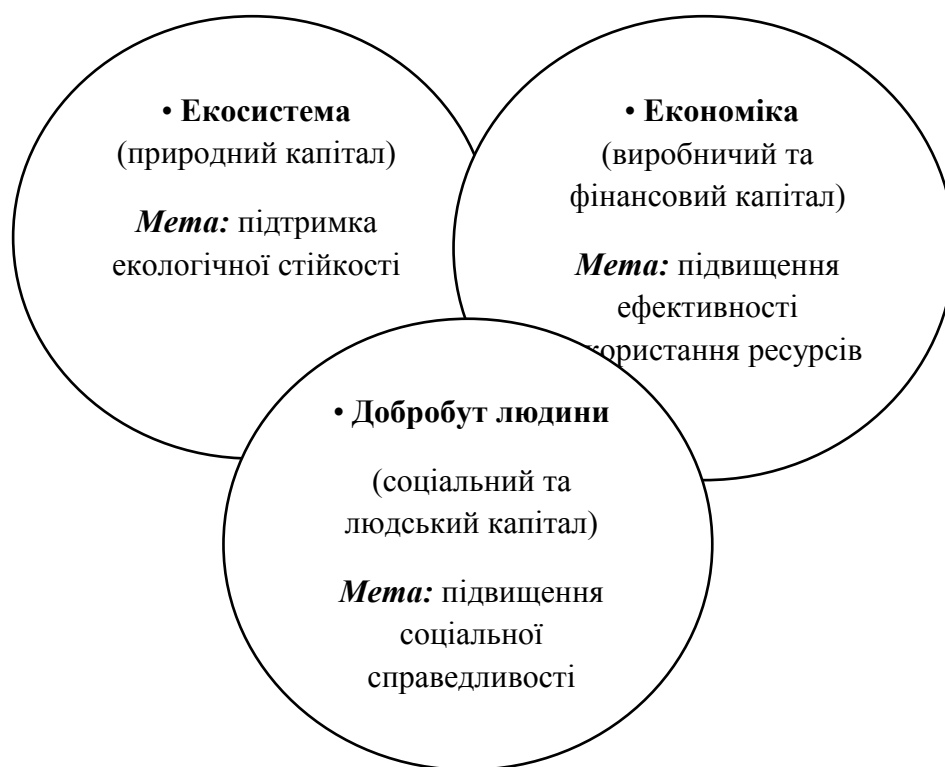 • Екосистема
(природний капітал)
Мета: підтримка
екологічної стійкості
• Економіка
(виробничий та
фінансовий капітал)
Мета: підвищення
ефективності
ресурсів
• Добробут людини
(соціальний та
людський капітал)
Мета: підвищення
соціальної
справедливості